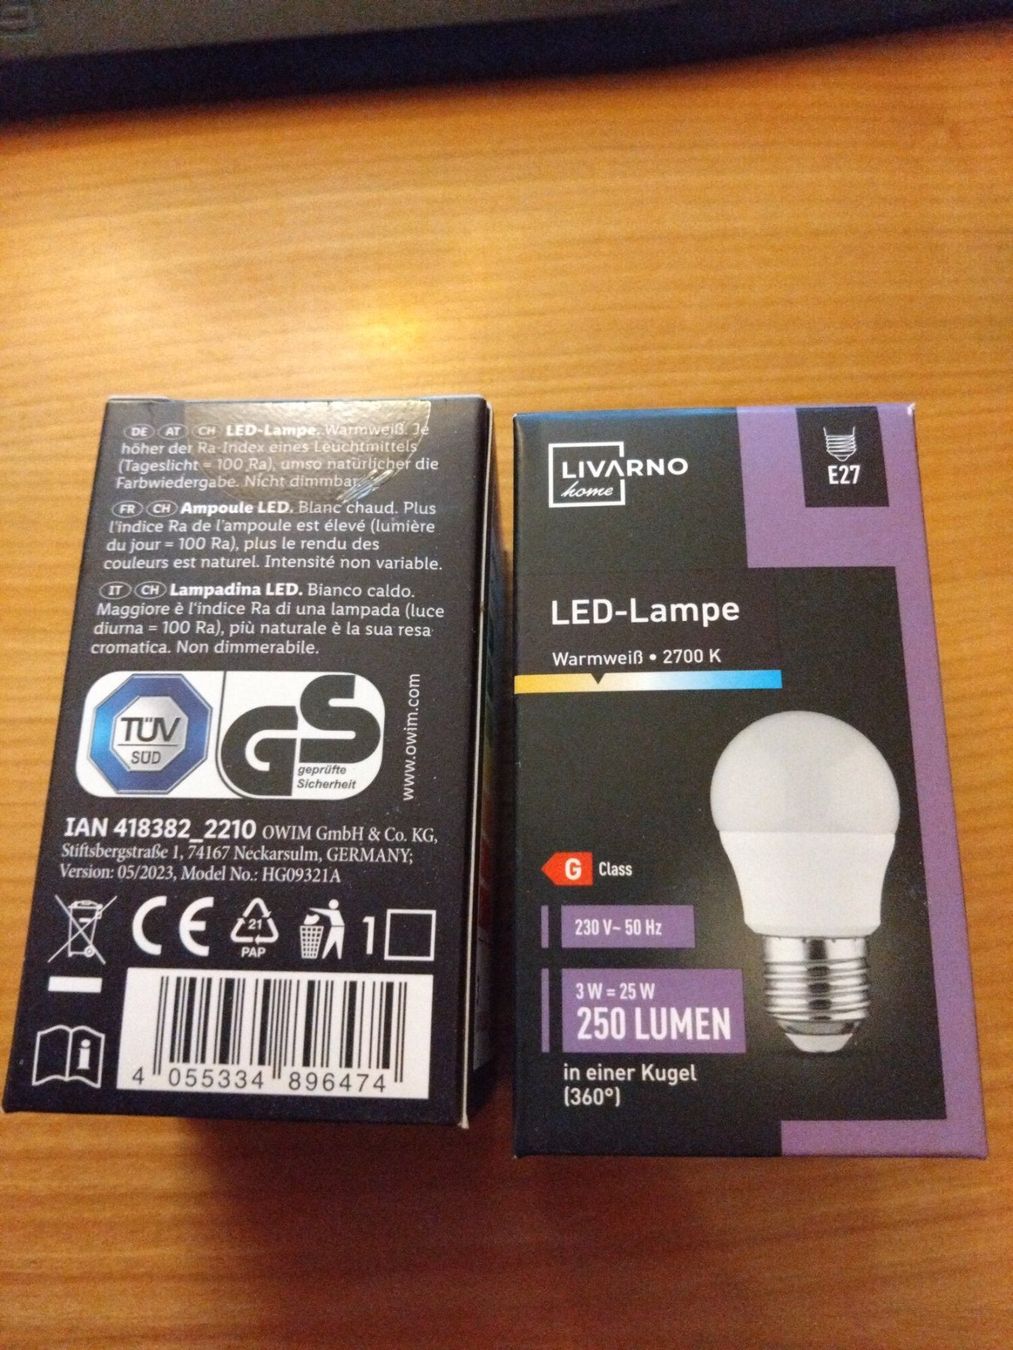 DE AT CH LED-Lampe. Warmweiß. Je
höher der Ra-Index eines Leuchtmittels
(Tageslicht = 100 Ra), umso natürlicher die
Farbwiedergabe. Nicht dimmbar.
FR CH Ampoule LED. Blanc chaud. Plus
l'indice Ra de l'ampoule est élevé (lumière
du jour = 100 Ra), plus le rendu des
couleurs est naturel. Intensité non variable.
IT CH Lampadina LED. Bianco caldo.
Maggiore è l'indice Ra di una lampada (luce
diurna = 100 Ra), più naturale è la sua resa
cromatica. Non dimmerabile.
TÜV
SÜD
GS
geprüfte
Sicherheit
www.owim.com
IAN 418382_2210 OWIM GmbH & Co. KG,
Stiftsbergstraße 1, 74167 Neckarsulm, GERMANY;
Version: 05/2023, Model No.: HG09321A
CE
21
PAP
1
i
4 055334 896474
LIVARNO
home
E27
LED-Lampe
Warmweiß • 2700 K
G Class
230 V~ 50 Hz
3 W = 25 W
250 LUMEN
in einer Kugel
(360°)